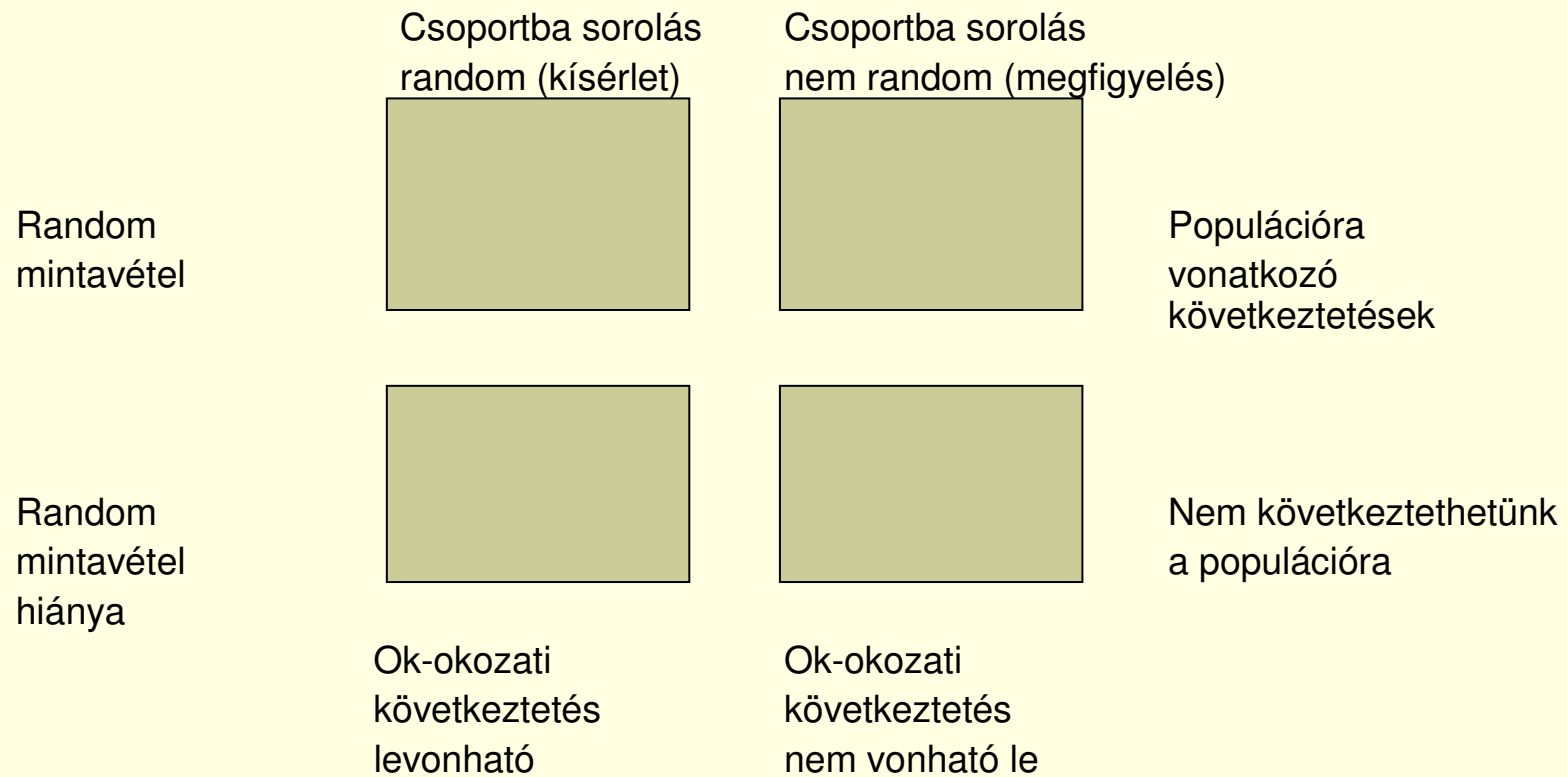 Csoportba sorolás
random (kísérlet)
Csoportba sorolás
nem random (megfigyelés)
Random
mintavétel
Populációra
vonatkozó
következtetések
Random
mintavétel
hiánya
Nem következtethetünk
a populációra
Ok-okozati
következtetés
levonható
Ok-okozati
következtetés
nem vonható le